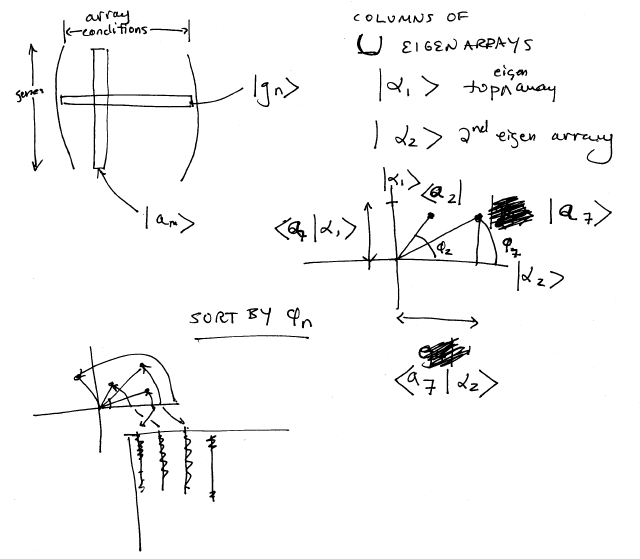 array
conditions
genes
|gn>
|am>
COLUMNS OF
U EIGENARRAYS
|α1> eigen
array
|α2> 2nd eigen array
|α1>
<a2|
|a7>
<a7|α1>
φ2
φ7
|α2>
<a7|α2>
SORT BY φn